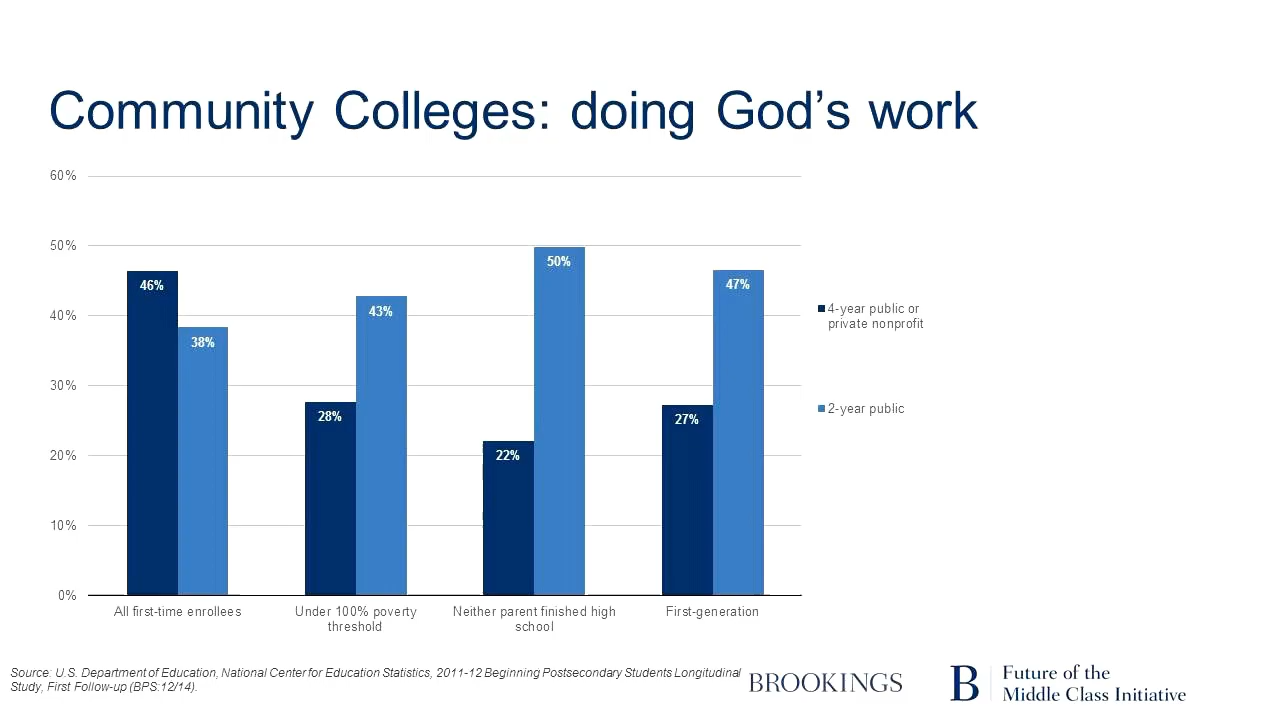 Community Colleges: doing God's work
60%
50%
40%
30%
20%
10%
0%
46%
38%
28%
43%
22%
50%
27%
47%
All first-time enrollees
Under 100% poverty
threshold
Neither parent finished high
school
First-generation
4-year public or
private nonprofit
2-year public
Source: U.S. Department of Education, National Center for Education Statistics, 2011-12 Beginning Postsecondary Students Longitudinal
Study, First Follow-up (BPS:12/14).
BROOKINGS
B
Future of the
Middle Class Initiative